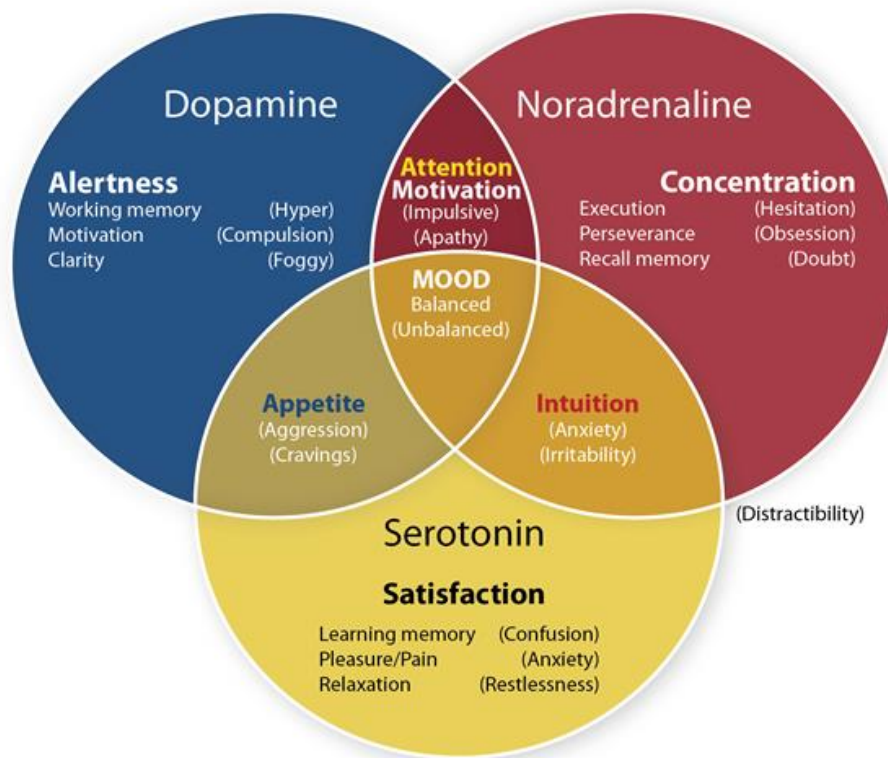 Dopamine
Noradrenaline
Alertness
Working memory (Hyper)
Motivation (Compulsion)
Clarity (Foggy)
Attention
Motivation
(Impulsive)
(Apathy)
Concentration
Execution (Hesitation)
Perseverance (Obsession)
Recall memory (Doubt)
MOOD
Balanced
(Unbalanced)
Appetite
(Aggression)
(Cravings)
Intuition
(Anxiety)
(Irritability)
(Distractibility)
Serotonin
Satisfaction
Learning memory (Confusion)
Pleasure/Pain (Anxiety)
Relaxation (Restlessness)